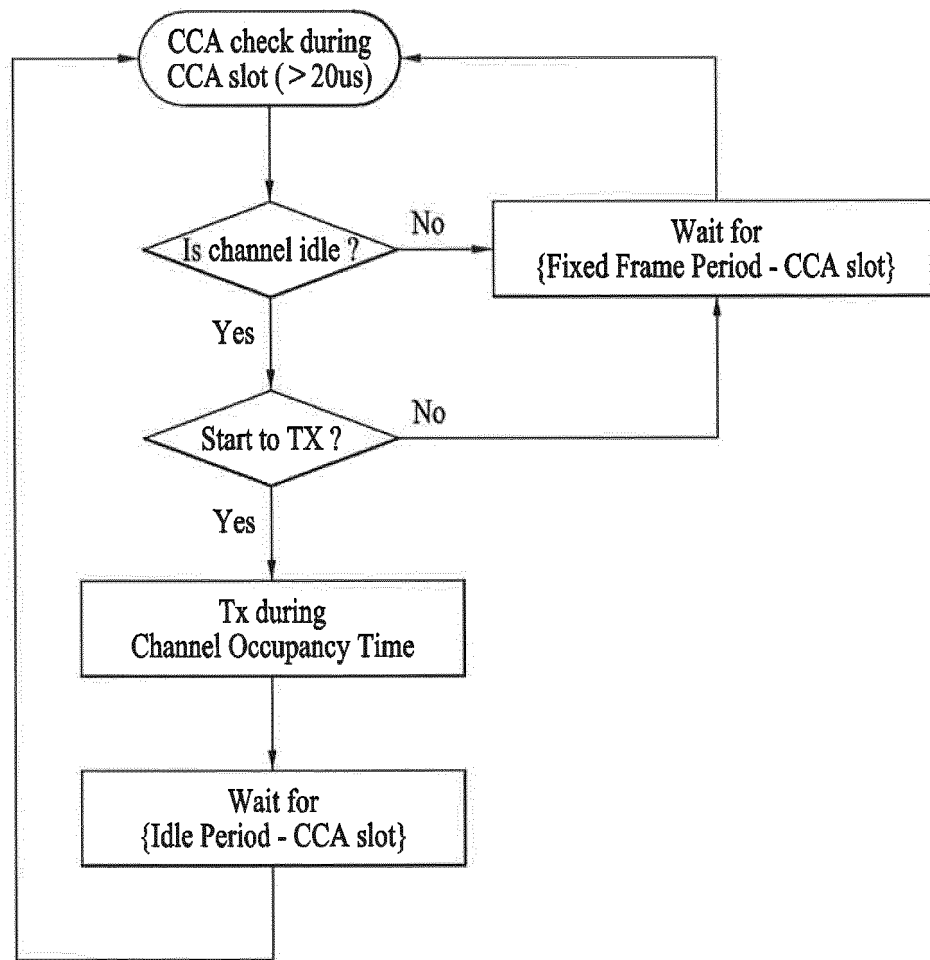 CCA check during
CCA slot ( > 20us)
Is channel idle ?
No
Wait for
{Fixed Frame Period - CCA slot}
Yes
Start to TX ?
No
Yes
Tx during
Channel Occupancy Time
Wait for
{Idle Period - CCA slot}